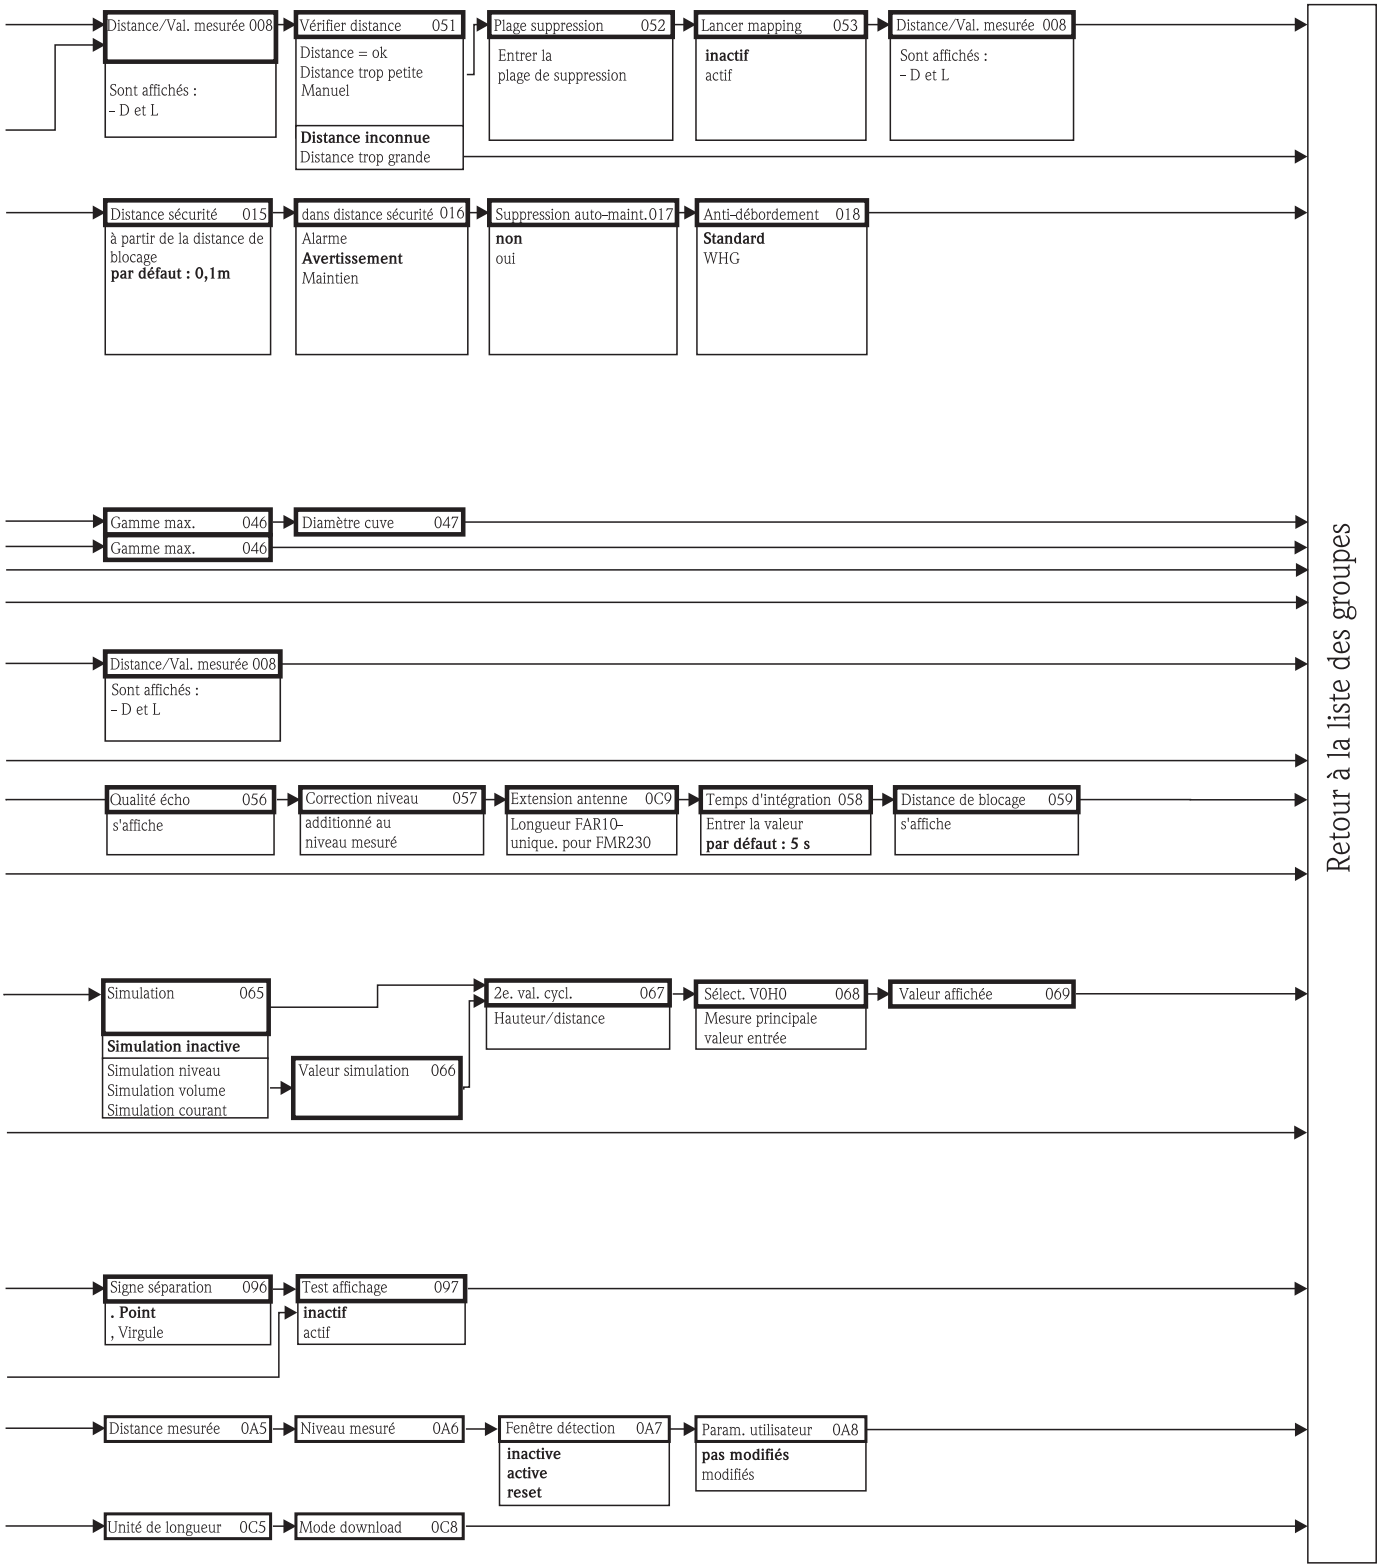 Distance/Val. mesurée 008
Sont affichés :
– D et L
Vérifier distance 051
Distance = ok
Distance trop petite
Manuel
Distance inconnue
Distance trop grande
Plage suppression 052
Entrer la
plage de suppression
Lancer mapping 053
inactif
actif
Distance/Val. mesurée 008
Sont affichés :
– D et L
Distance sécurité 015
à partir de la distance de
blocage
par défaut : 0,1m
dans distance sécurité 016
Alarme
Avertissement
Maintien
Suppression auto–maint.017
non
oui
Anti–débordement 018
Standard
WHG
Gamme max. 046
Diamètre cuve 047
Gamme max. 046
Distance/Val. mesurée 008
Sont affichés :
– D et L
Qualité écho 056
s'affiche
Correction niveau 057
additionné au
niveau mesuré
Extension antenne 0C9
Longueur FAR10–
unique. pour FMR230
Temps d'intégration 058
Entrer la valeur
par défaut : 5 s
Distance de blocage 059
s'affiche
Simulation 065
Simulation inactive
Simulation niveau
Simulation volume
Simulation courant
Valeur simulation 066
2e. val. cycl. 067
Hauteur/distance
Sélect. V0H0 068
Mesure principale
valeur entrée
Valeur affichée 069
Signe séparation 096
. Point
, Virgule
Test affichage 097
inactif
actif
Distance mesurée 0A5
Niveau mesuré 0A6
Fenêtre détection 0A7
inactive
active
reset
Param. utilisateur 0A8
pas modifiés
modifiés
Unité de longueur 0C5
Mode download 0C8
Retour à la liste des groupes